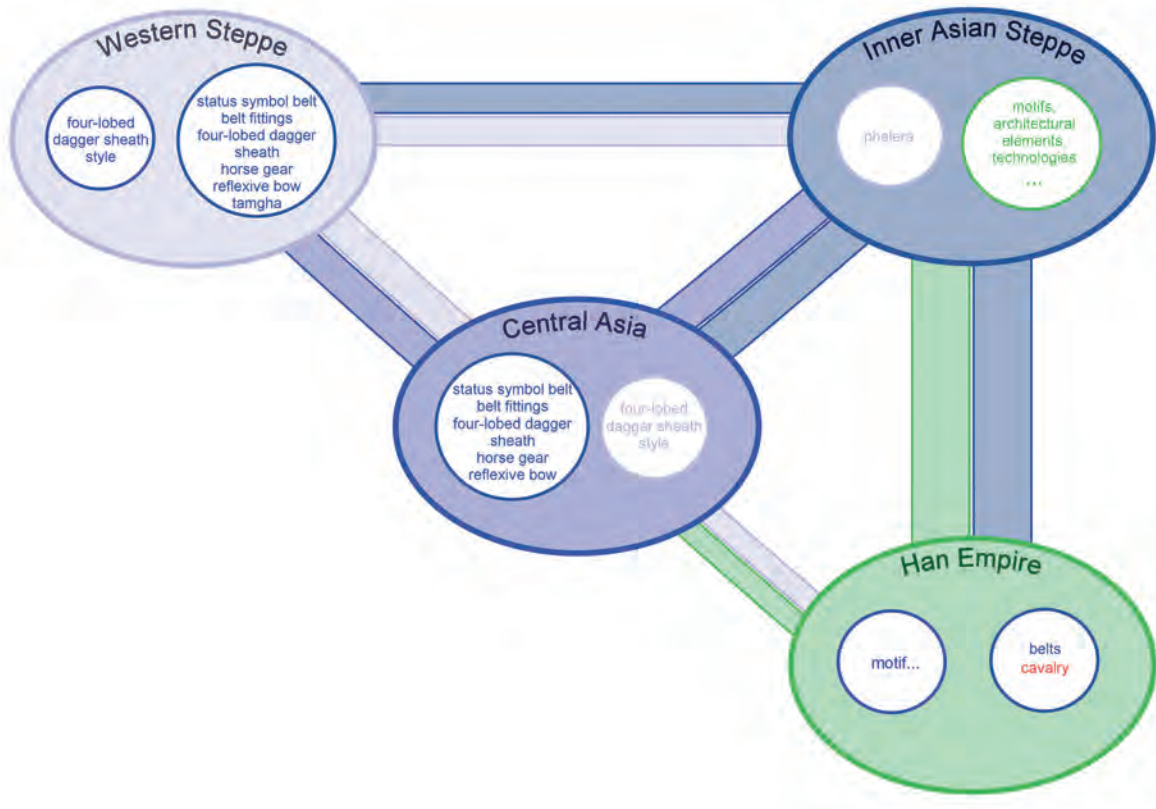 Western Steppe
four-lobed
dagger sheath
style
status symbol belt
belt fittings
four-lobed dagger
sheath
horse gear
reflexive bow
tamgha
Inner Asian Steppe
phalera
motifs,
architectural
elements,
technologies
...
Central Asia
status symbol belt
belt fittings
four-lobed dagger
sheath
horse gear
reflexive bow
four-lobed
dagger sheath
style
Han Empire
motif...
belts
cavalry